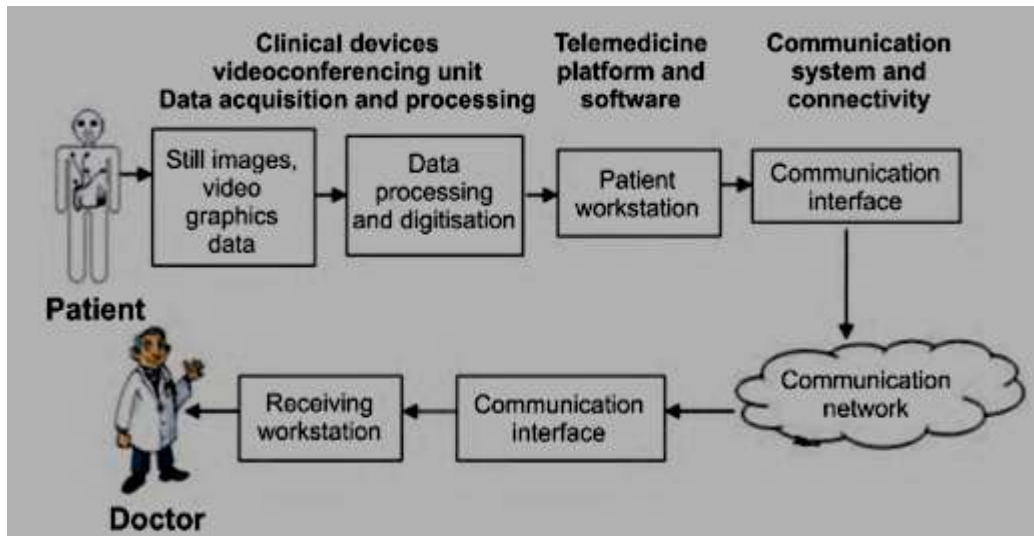 Clinical devices
videoconferencing unit
Data acquisition and processing
Telemedicine
platform and
software
Communication
system and
connectivity
Still images,
video
graphics
data
Data
processing
and digitisation
Patient
workstation
Communication
interface
Patient
Communication
network
Communication
interface
Receiving
workstation
Doctor